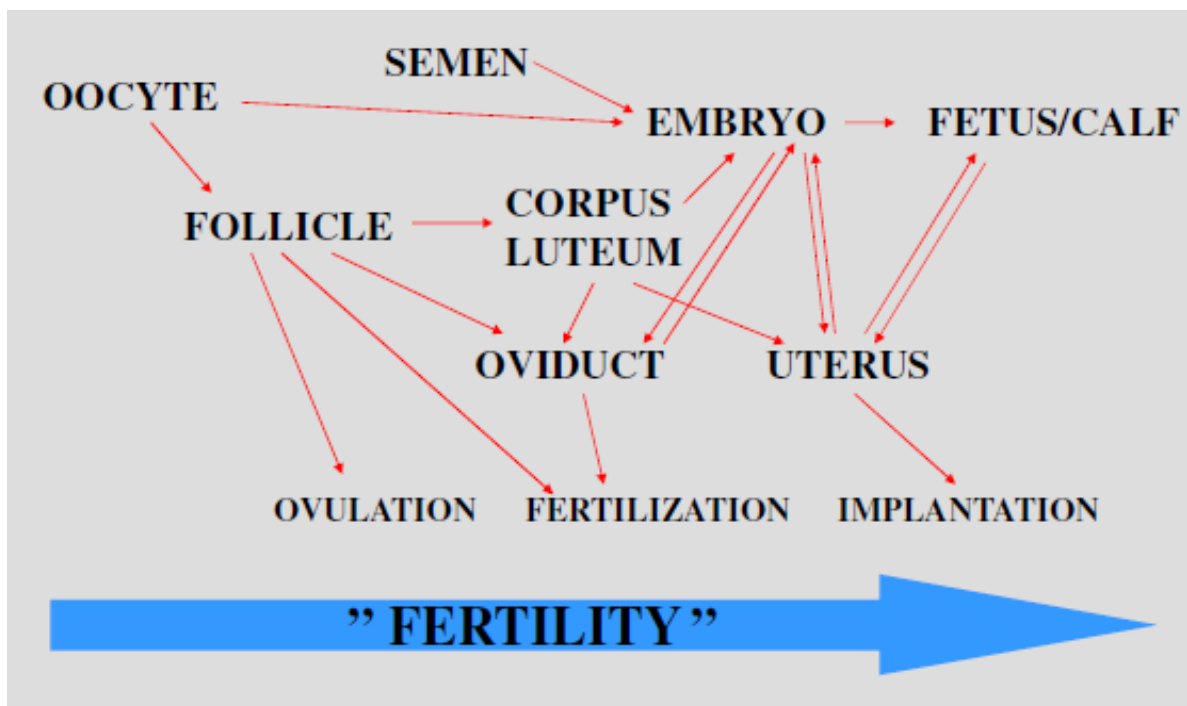 SEMEN
OOCYTE
EMBRYO
FETUS/CALF
FOLLICLE
CORPUS
LUTEUM
OVIDUCT
UTERUS
OVULATION
FERTILIZATION
IMPLANTATION
” FERTILITY ”